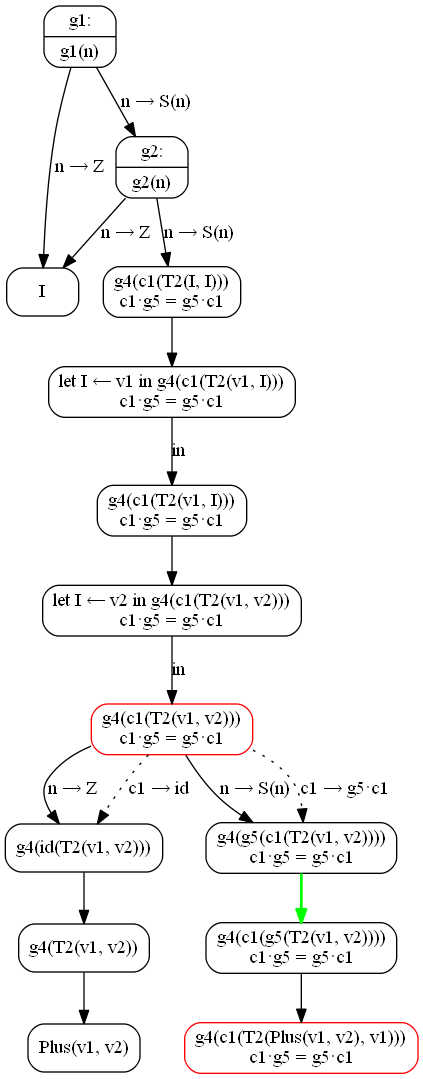 g1:
g1(n)
n → S(n)
n → Z
g2:
g2(n)
n → Z
n → S(n)
I
g4(c1(T2(I, I)))
c1·g5 = g5·c1
let I ← v1 in g4(c1(T2(v1, I)))
c1·g5 = g5·c1
in
g4(c1(T2(v1, I)))
c1·g5 = g5·c1
let I ← v2 in g4(c1(T2(v1, v2)))
c1·g5 = g5·c1
in
g4(c1(T2(v1, v2)))
c1·g5 = g5·c1
n → Z
c1 → id
n → S(n)
c1 → g5·c1
g4(id(T2(v1, v2)))
g4(g5(c1(T2(v1, v2))))
c1·g5 = g5·c1
g4(T2(v1, v2))
g4(c1(g5(T2(v1, v2))))
c1·g5 = g5·c1
Plus(v1, v2)
g4(c1(T2(Plus(v1, v2), v1)))
c1·g5 = g5·c1